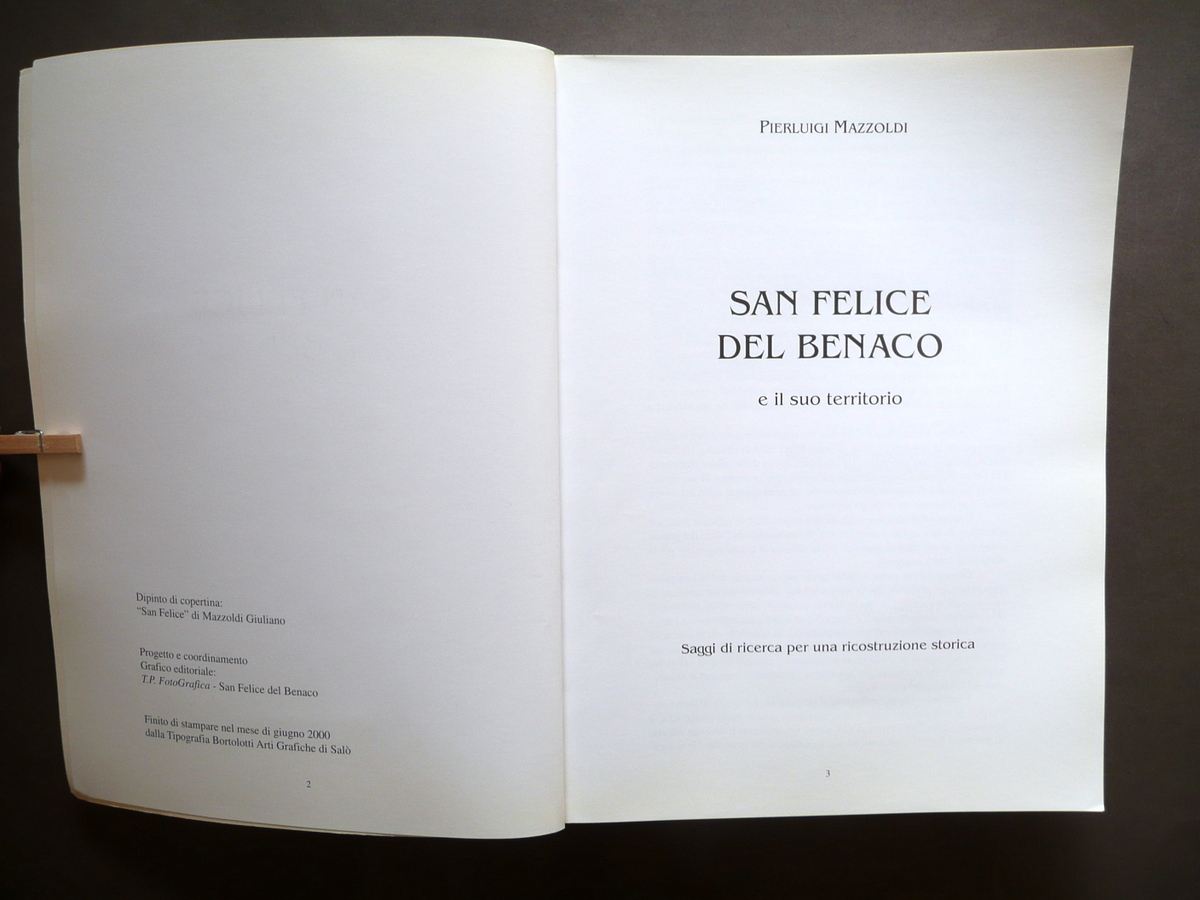 Dipinto di copertina:
"San Felice" di Mazzoldi Giuliano
Progetto e coordinamento
Grafico editoriale:
T.P. FotoGrafica - San Felice del Benaco
Finito di stampare nel mese di giugno 2000
dalla Tipografia Bortolotti Arti Grafiche di Salò
2
PIERLUIGI MAZZOLDI
SAN FELICE
DEL BENACO
e il suo territorio
Saggi di ricerca per una ricostruzione storica
3